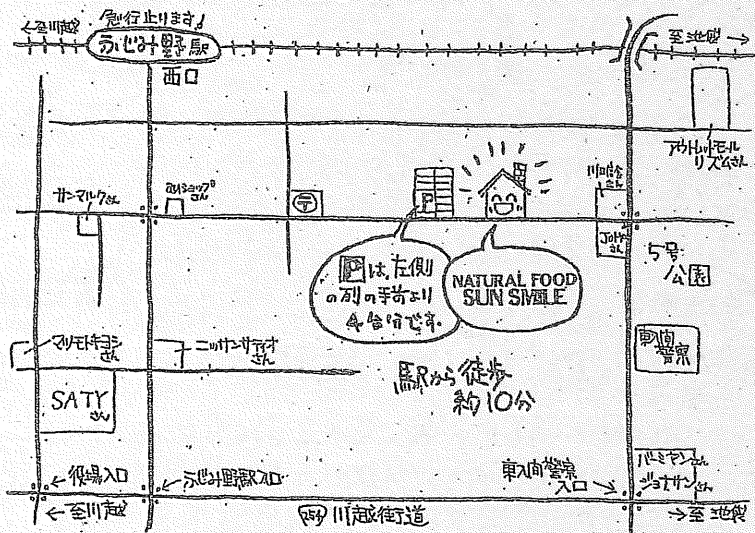 急行止ります!
←至川越
ふじみ野駅
至池袋→
西口
アウトレットモール
リズムさん
サンマルクさん
さん
〒
P
川口信金さん
Jollyさん
5号
公園
Pは、左側
の列の手前より
4台分です。
NATURAL FOOD
SUN SMILE
マツモトキヨシ
さん
ニッサンサティオ
さん
東入間
警察
駅から徒歩
約10分
SATY
さん
←役場入口
←ふじみ野駅入口
東入間警察
入口
バーミヤンさん
ジョナサンさん
←至川越
254 川越街道
→至池袋